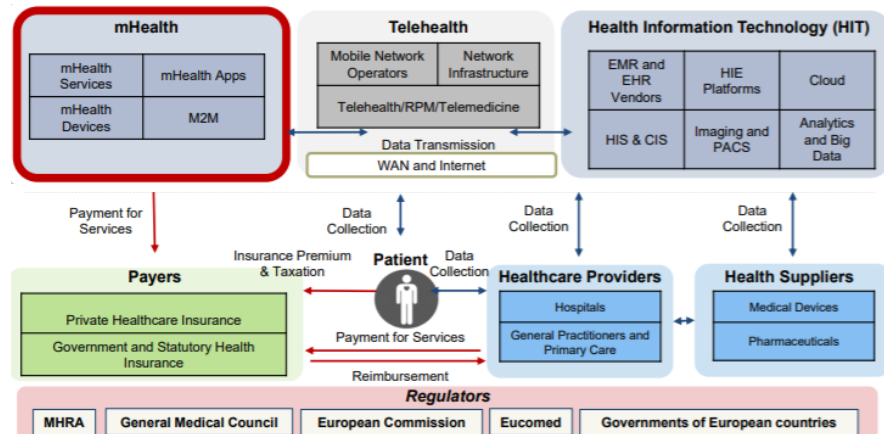 mHealth
mHealth
Services
mHealth Apps
mHealth
Devices
M2M
Telehealth
Mobile Network
Operators
Network
Infrastructure
Telehealth/RPM/Telemedicine
Data Transmission
WAN and Internet
Health Information Technology (HIT)
EMR and
EHR
Vendors
HIE
Platforms
Cloud
HIS & CIS
Imaging and
PACS
Analytics
and Big
Data
Payment for
Services
Data
Collection
Data
Collection
Data
Collection
Insurance Premium
& Taxation
Patient
Data
Collection
Payers
Private Healthcare Insurance
Government and Statutory Health
Insurance
Payment for Services
Reimbursement
Healthcare Providers
Hospitals
General Practitioners and
Primary Care
Health Suppliers
Medical Devices
Pharmaceuticals
Regulators
MHRA
General Medical Council
European Commission
Eucomed
Governments of European countries